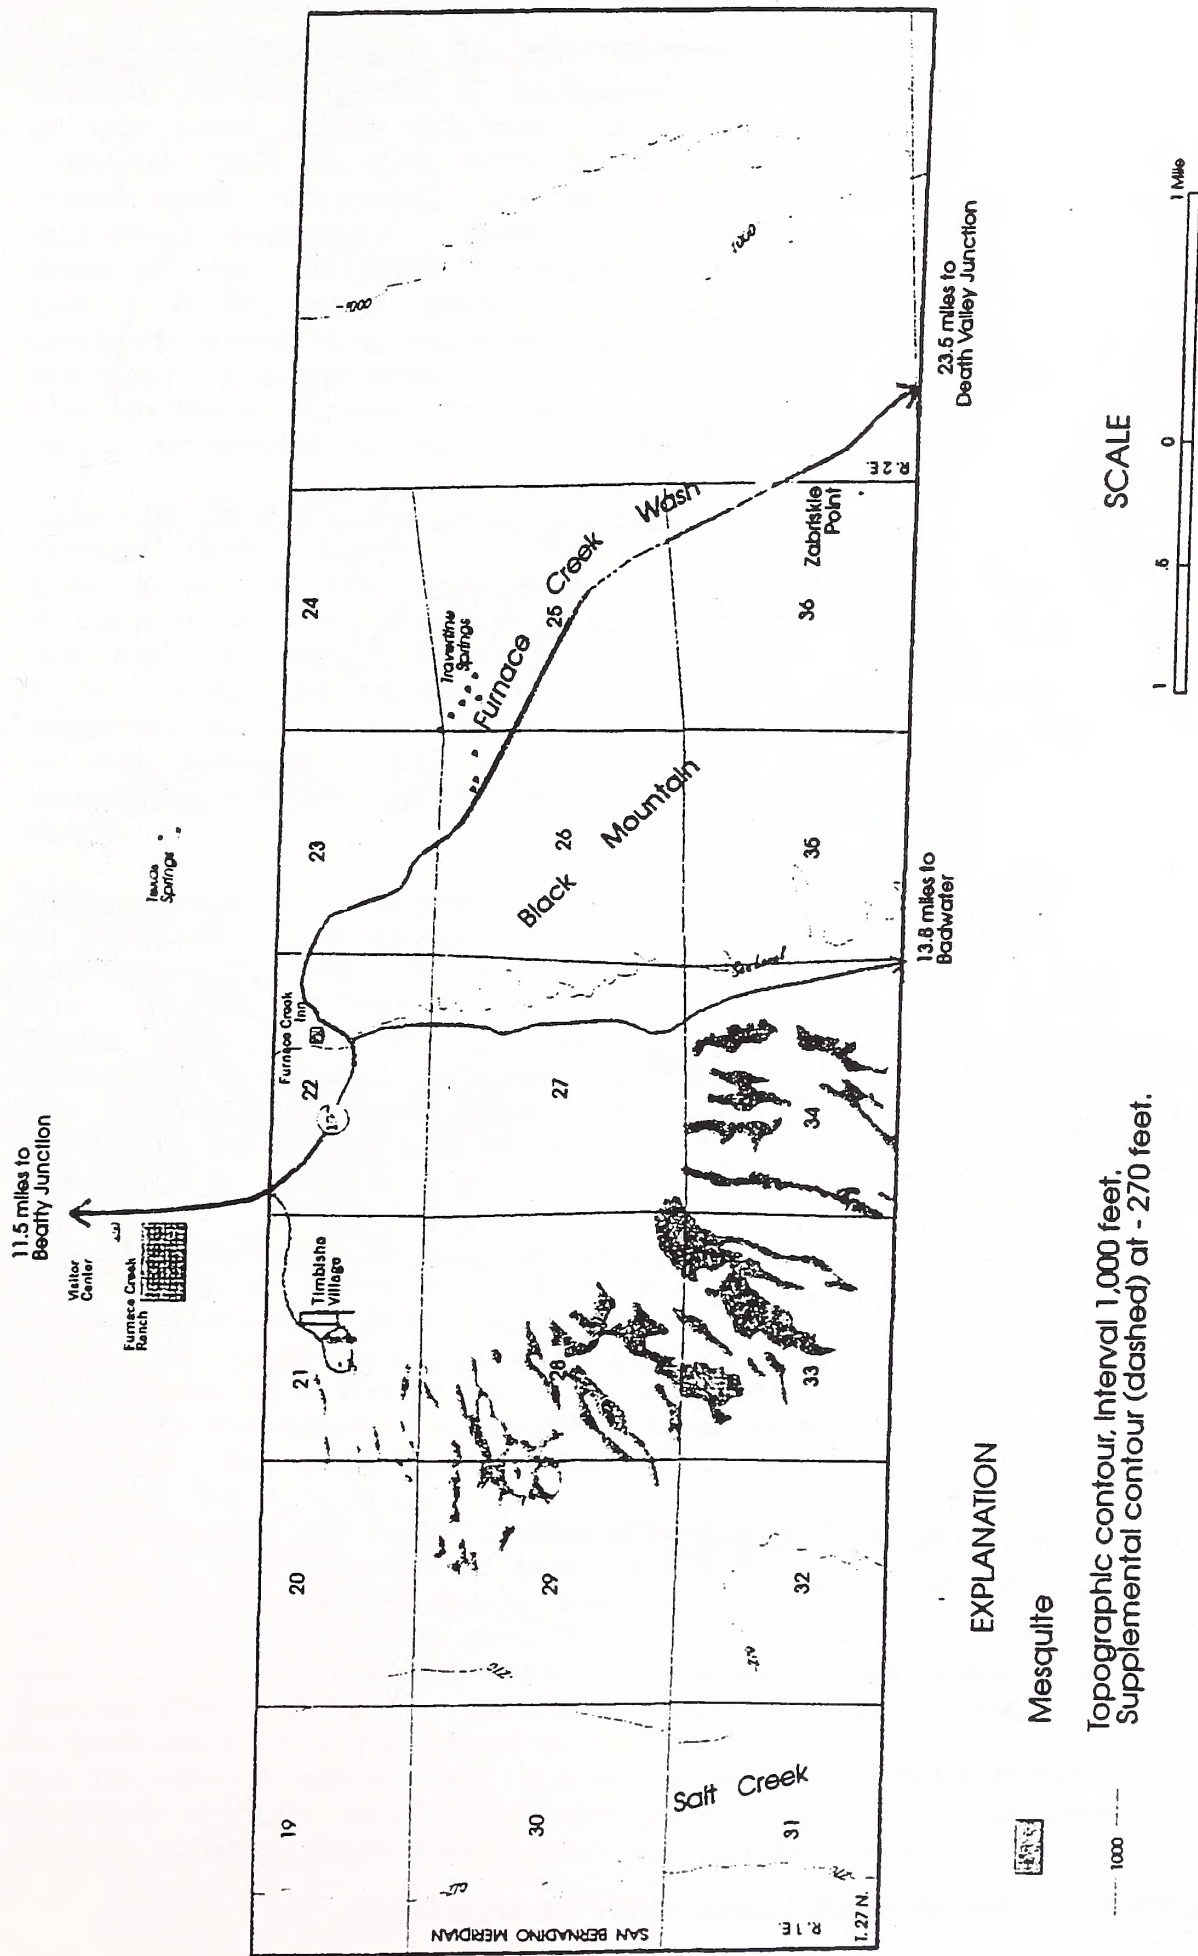 11.5 miles to
Beatty Junction
Visitor
Center
Furnace Creek
Ranch
Texas
Springs
19
20
21
Timbisha
Village
22
Furnace Creek
Inn
23
24
Travertine
Springs
30
29
28
27
26
25
Furnace Creek Wash
Black Mountain
Salt Creek
31
32
33
34
35
36
Zabriskie
Point
1000
Sea Level
-270
SAN BERNADINO MERIDIAN
R. 1 E.
T. 27 N.
R. 2 E.
13.8 miles to
Badwater
23.5 miles to
Death Valley Junction
EXPLANATION
Mesquite
1000
Topographic contour, Interval 1,000 feet.
Supplemental contour (dashed) at - 270 feet.
SCALE
1 .5 0 1 Mile